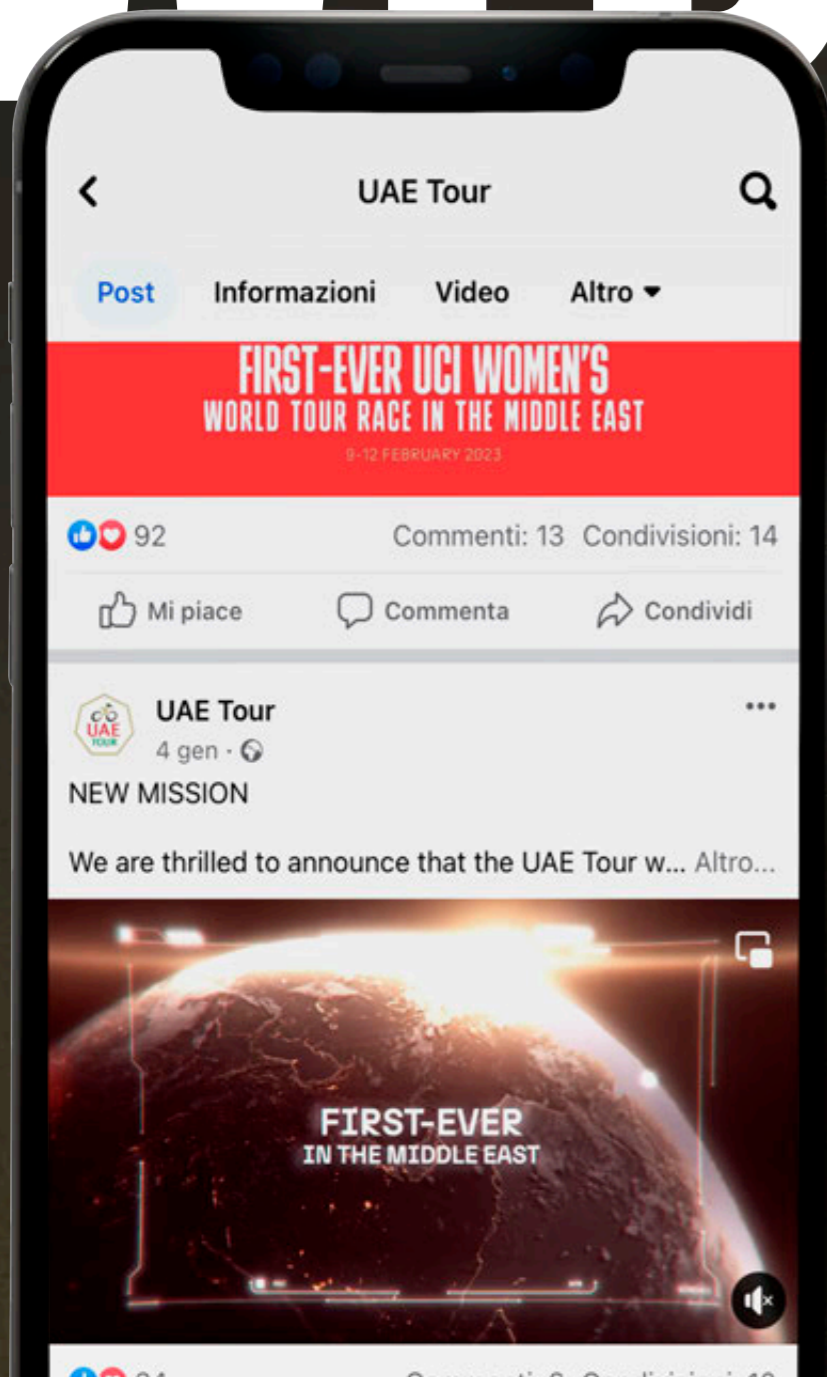 UAE Tour
Post Informazioni Video Altro
FIRST-EVER UCI WOMEN'S
WORLD TOUR RACE IN THE MIDDLE EAST
9-12 FEBRUARY 2023
92 Commenti: 13 Condivisioni: 14
Mi piace Commenta Condividi
UAE TOUR
UAE Tour
4 gen ·
NEW MISSION
We are thrilled to announce that the UAE Tour w... Altro...
FIRST-EVER
IN THE MIDDLE EAST